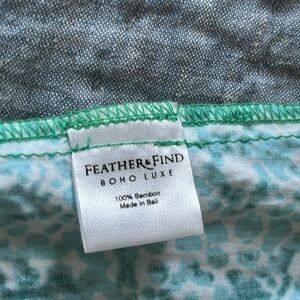 FEATHER&FIND
BOHO LUXE
100% Bamboo
Made in Bali